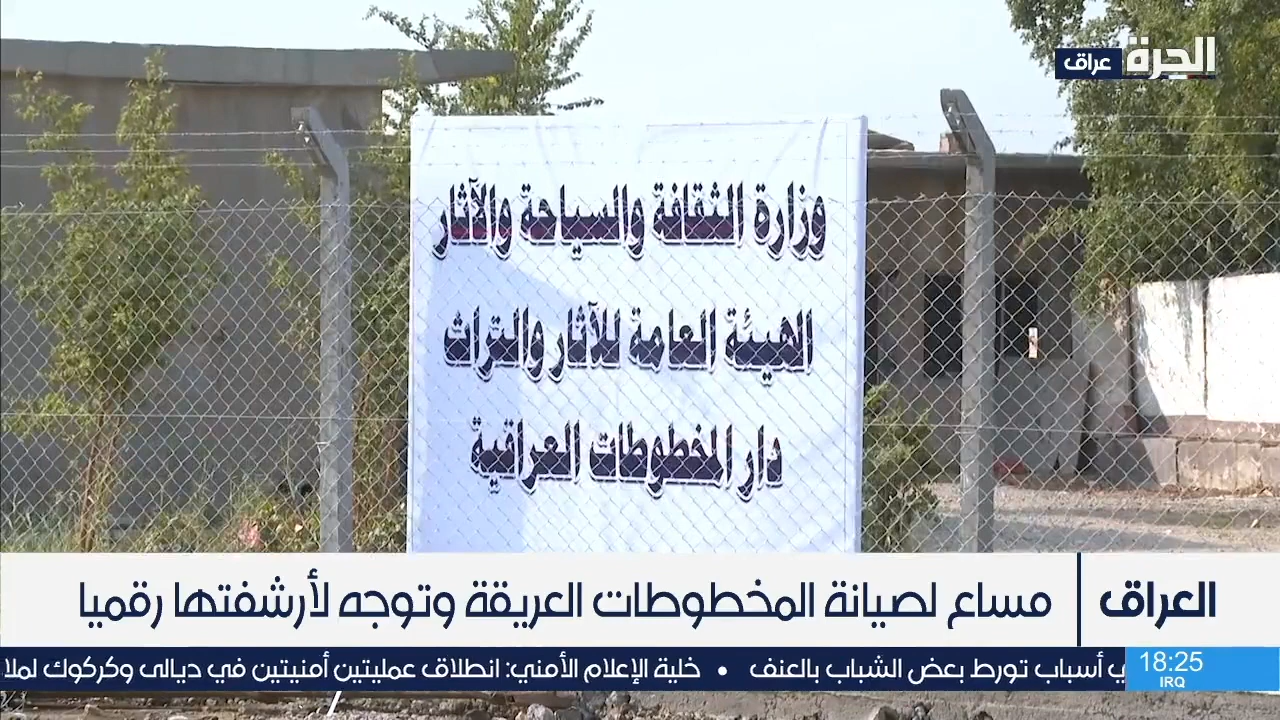 الحرة
عراق
وزارة الثقافة والسياحة والآثار
الهيئة العامة للآثار والتراث
دار المخطوطات العراقية
العراق
مساع لصيانة المخطوطات العريقة وتوجه لأرشفتها رقميا
18:25
IRQ
أسباب تورط بعض الشباب بالعنف • خلية الإعلام الأمني: انطلاق عمليتين أمنيتين في ديالى وكركوك